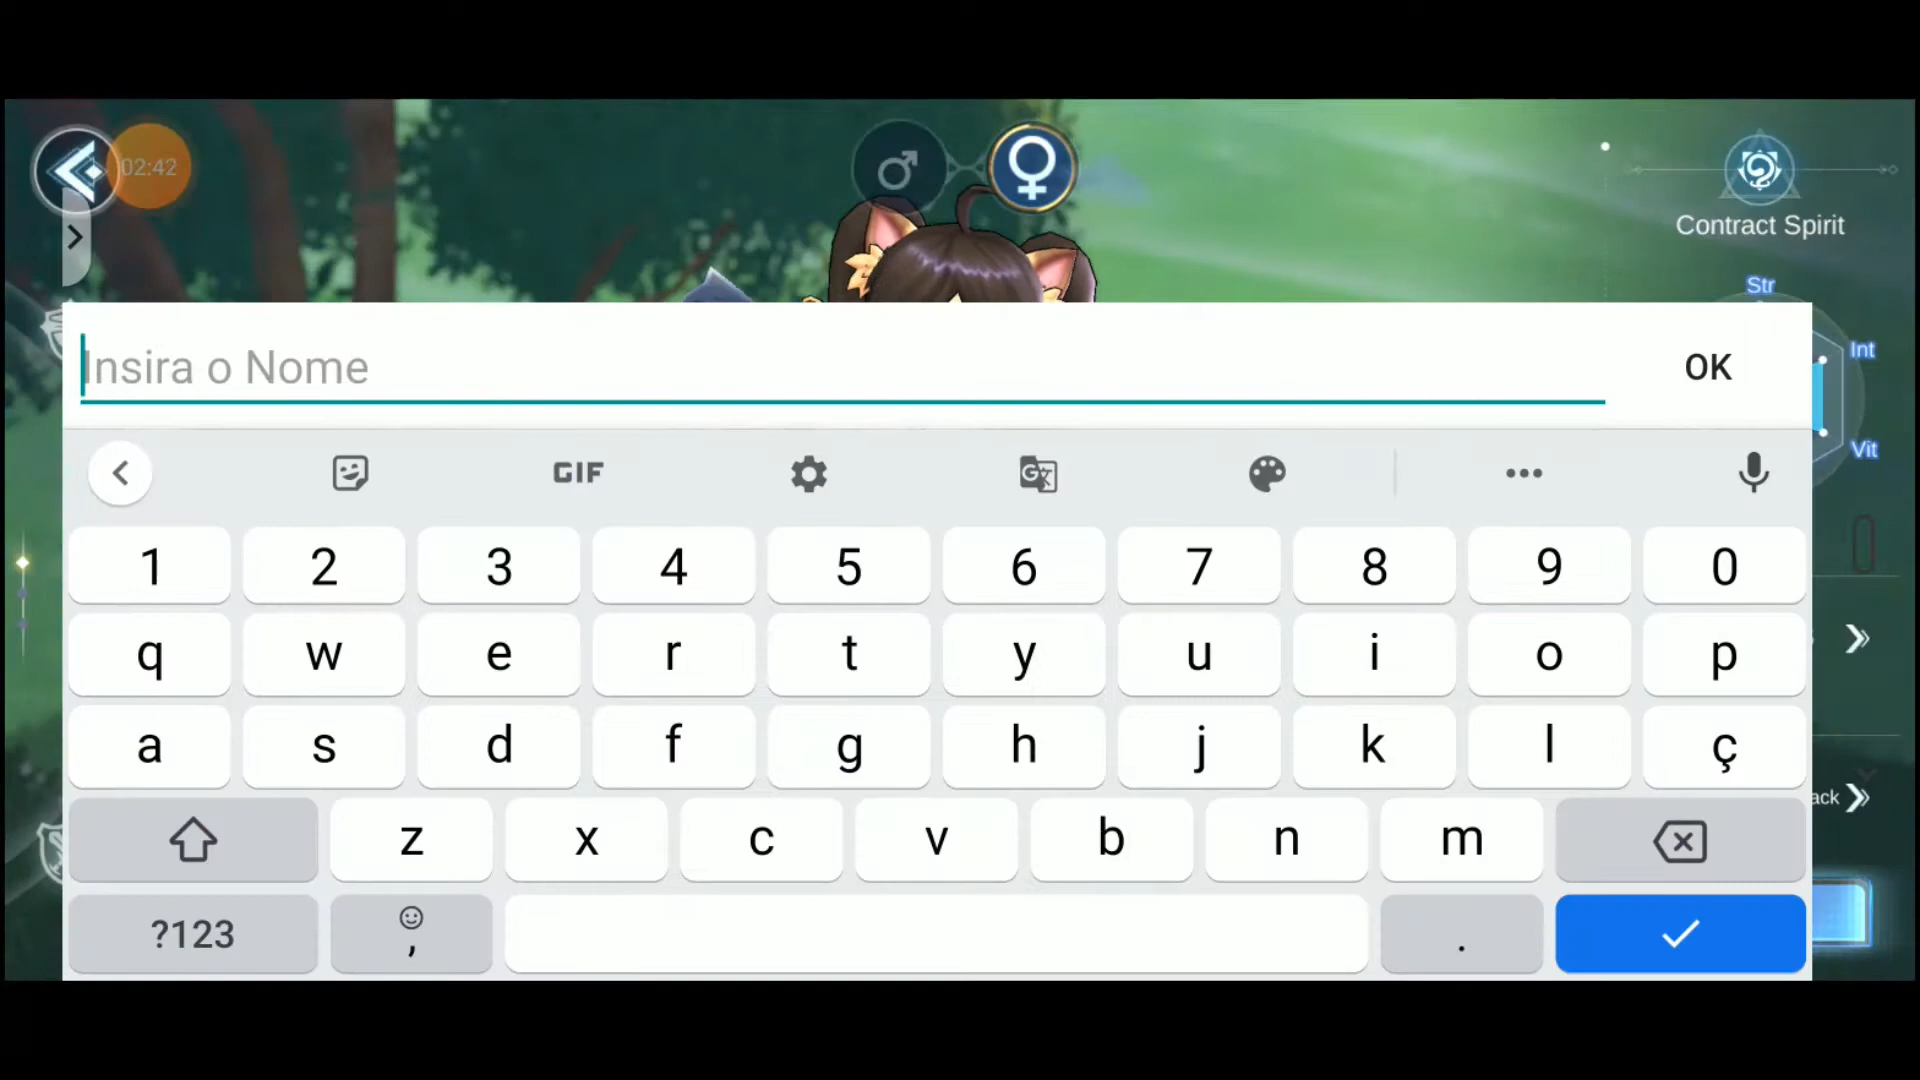 02:42
Contract Spirit
Str
Int
Vit
Insira o Nome
OK
GIF
1 2 3 4 5 6 7 8 9 0
q w e r t y u i o p
a s d f g h j k l ç
ack
z x c v b n m
?123 , .